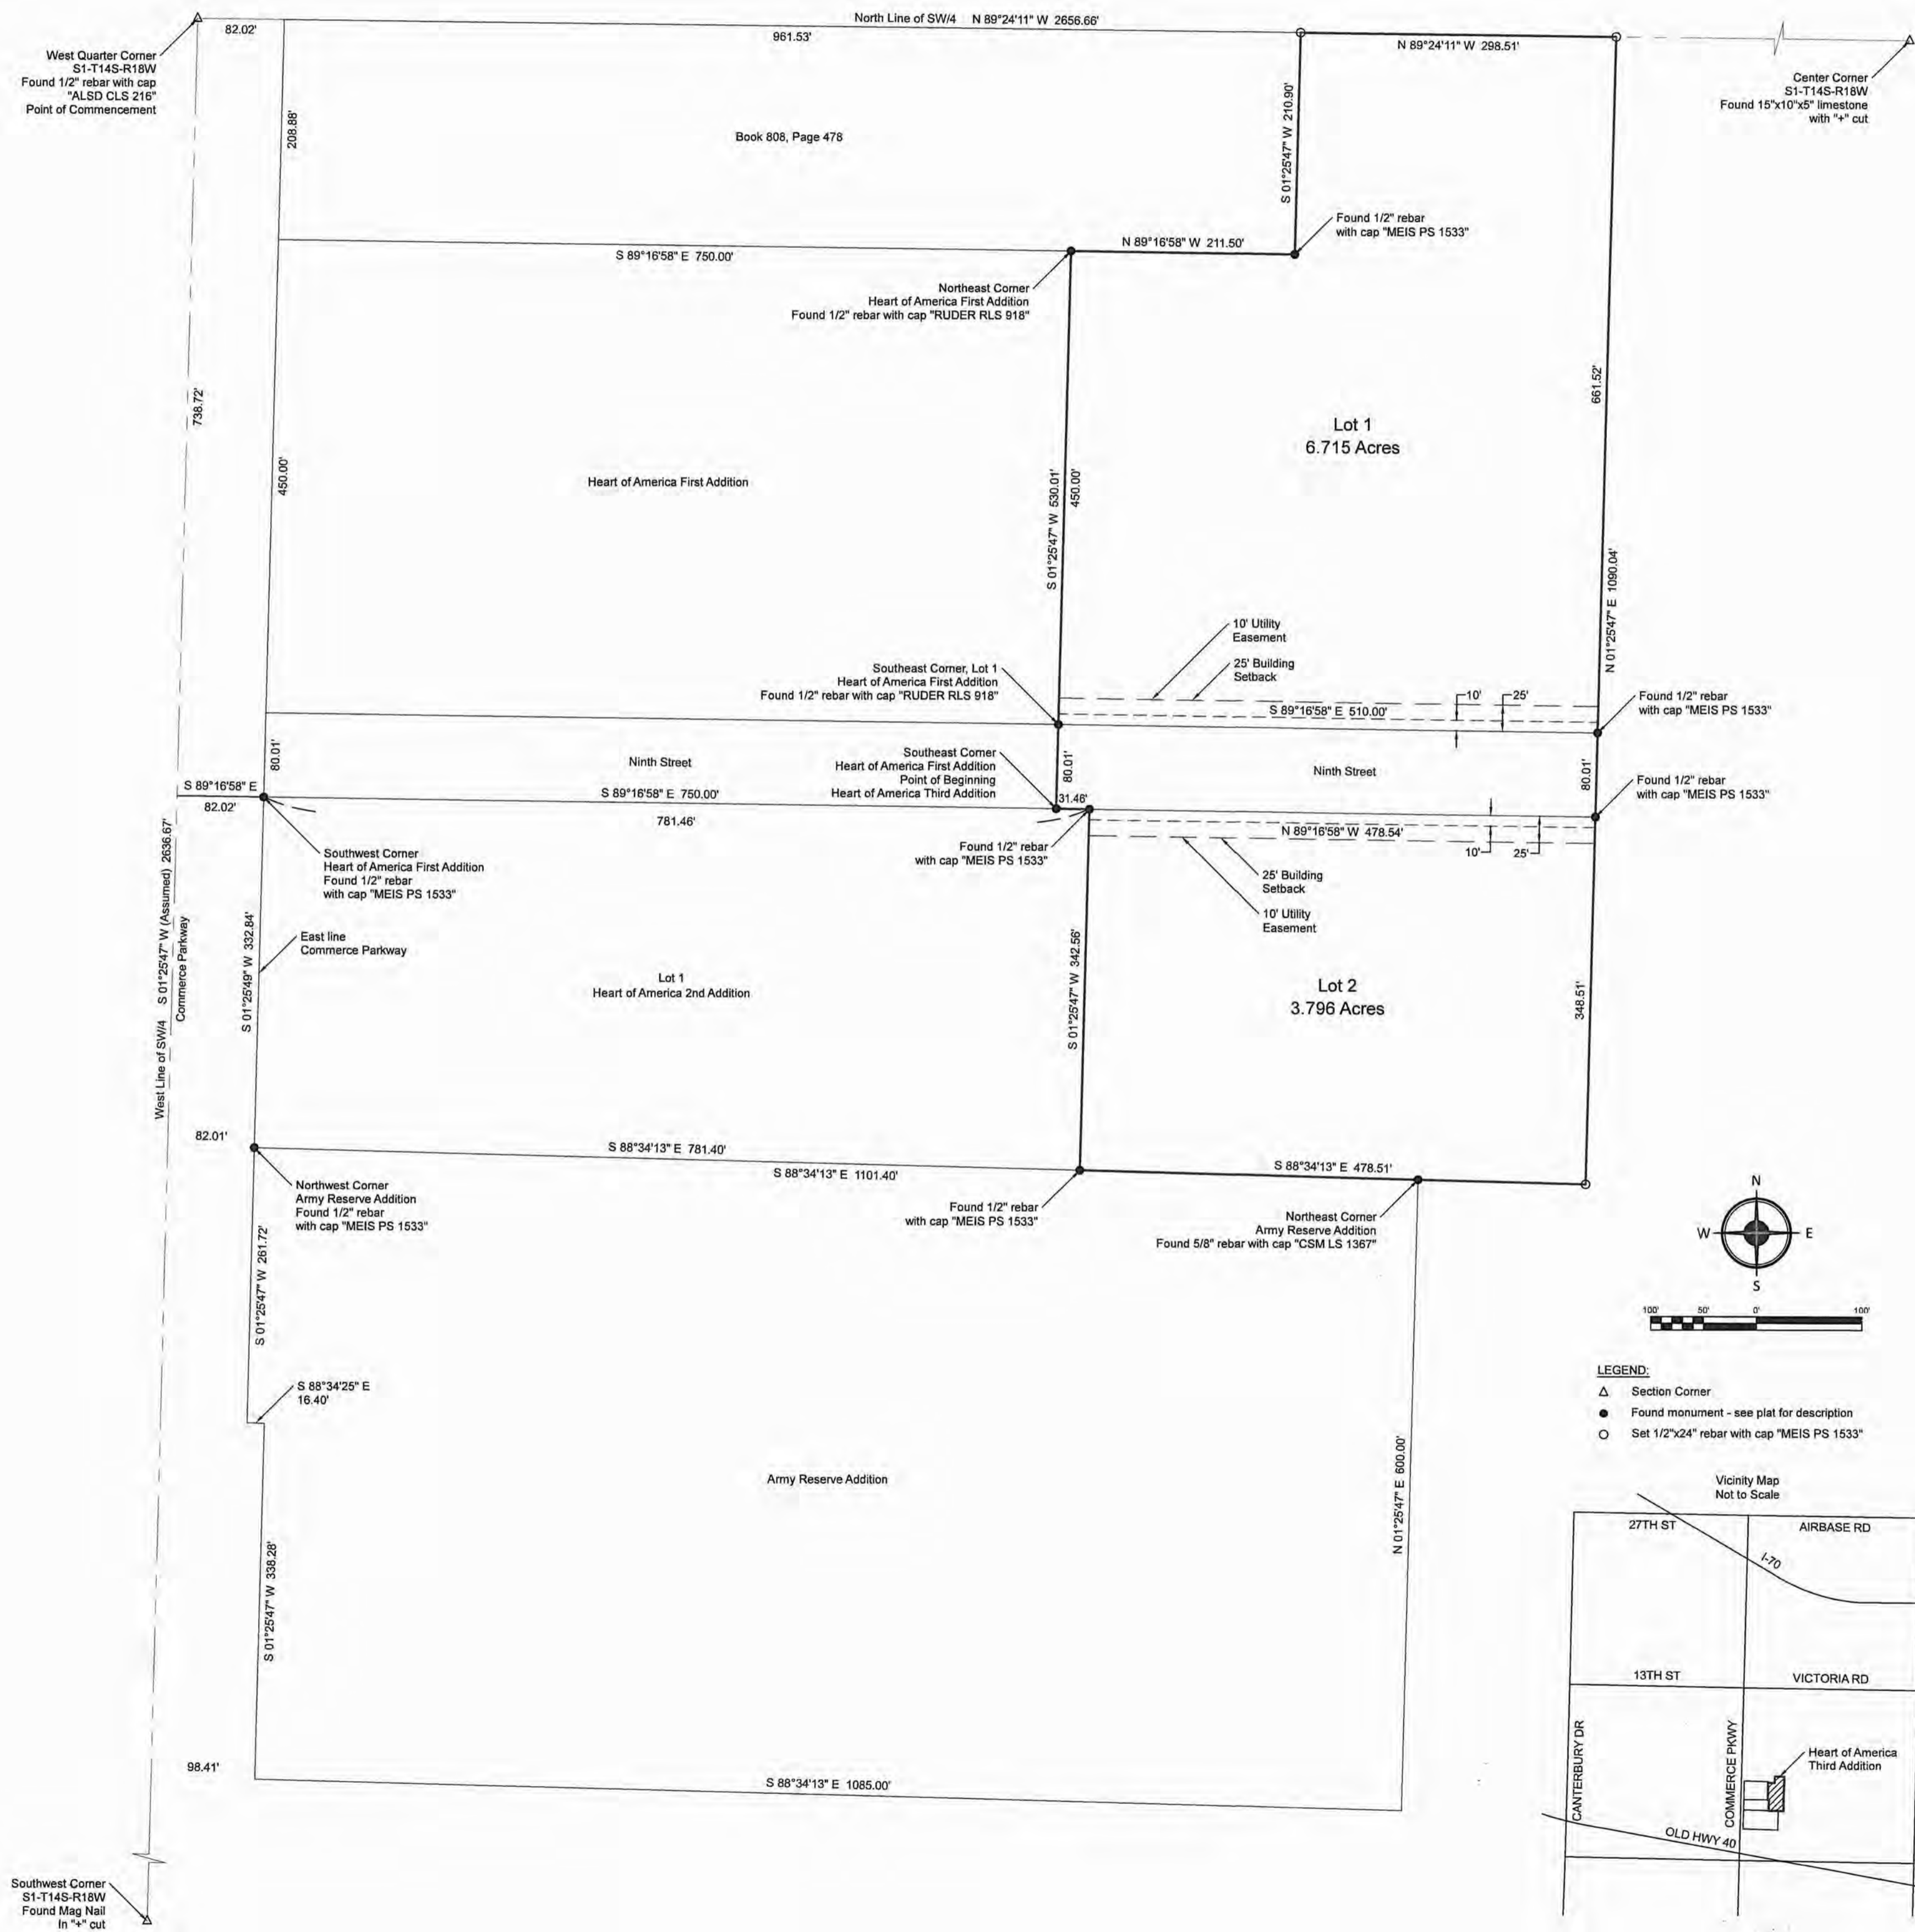 North Line of SW/4 N 89°24'11" W 2656.66'
82.02'
961.53'
N 89°24'11" W 298.51'
West Quarter Corner
S1-T14S-R18W
Found 1/2" rebar with cap
"ALSD CLS 216"
Point of Commencement
Center Corner
S1-T14S-R18W
Found 15"x10"x5" limestone
with "+" cut
208.88'
Book 808, Page 478
S 01°25'47" W 210.90'
Found 1/2" rebar
with cap "MEIS PS 1533"
S 89°16'58" E 750.00'
N 89°16'58" W 211.50'
Northeast Corner
Heart of America First Addition
Found 1/2" rebar with cap "RUDER RLS 918"
738.72'
450.00'
Heart of America First Addition
S 01°25'47" W 530.01'
450.00'
Lot 1
6.715 Acres
661.52'
N 01°25'47" E 1090.04'
10' Utility
Easement
25' Building
Setback
Southeast Corner, Lot 1
Heart of America First Addition
Found 1/2" rebar with cap "RUDER RLS 918"
S 89°16'58" E 510.00'
10'
25'
Found 1/2" rebar
with cap "MEIS PS 1533"
80.01'
Ninth Street
Southeast Corner
Heart of America First Addition
Point of Beginning
Heart of America Third Addition
80.01'
Ninth Street
80.01'
Found 1/2" rebar
with cap "MEIS PS 1533"
S 89°16'58" E
82.02'
S 89°16'58" E 750.00'
781.46'
31.46'
N 89°16'58" W 478.54'
10'
25'
Found 1/2" rebar
with cap "MEIS PS 1533"
Southwest Corner
Heart of America First Addition
Found 1/2" rebar
with cap "MEIS PS 1533"
25' Building
Setback
10' Utility
Easement
West Line of SW/4 S 01°25'47" W (Assumed) 2636.67'
Commerce Parkway
S 01°25'49" W 332.84'
East line
Commerce Parkway
Lot 1
Heart of America 2nd Addition
S 01°25'47" W 342.56'
Lot 2
3.796 Acres
348.51'
82.01'
S 88°34'13" E 781.40'
S 88°34'13" E 1101.40'
S 88°34'13" E 478.51'
Northwest Corner
Army Reserve Addition
Found 1/2" rebar
with cap "MEIS PS 1533"
Found 1/2" rebar
with cap "MEIS PS 1533"
Northeast Corner
Army Reserve Addition
Found 5/8" rebar with cap "CSM LS 1367"
S 01°25'47" W 261.72'
S 88°34'25" E
16.40'
N
W
E
S
100'
50'
0'
100'
LEGEND:
Section Corner
Found monument - see plat for description
Set 1/2"x24" rebar with cap "MEIS PS 1533"
Army Reserve Addition
N 01°25'47" E 600.00'
S 01°25'47" W 338.28'
98.41'
S 88°34'13" E 1085.00'
Southwest Corner
S1-T14S-R18W
Found Mag Nail
In "+" cut
Vicinity Map
Not to Scale
27TH ST
AIRBASE RD
I-70
13TH ST
VICTORIA RD
CANTERBURY DR
COMMERCE PKWY
Heart of America
Third Addition
OLD HWY 40